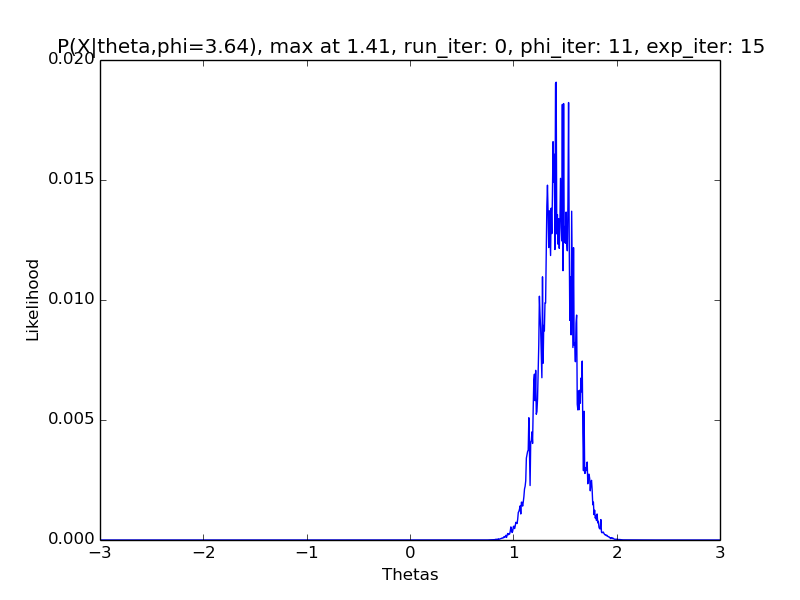 P(X|theta,phi=3.64), max at 1.41, run_iter: 0, phi_iter: 11, exp_iter: 15
0.020
0.015
0.010
0.005
0.000
Likelihood
−3 −2 −1 0 1 2 3
Thetas